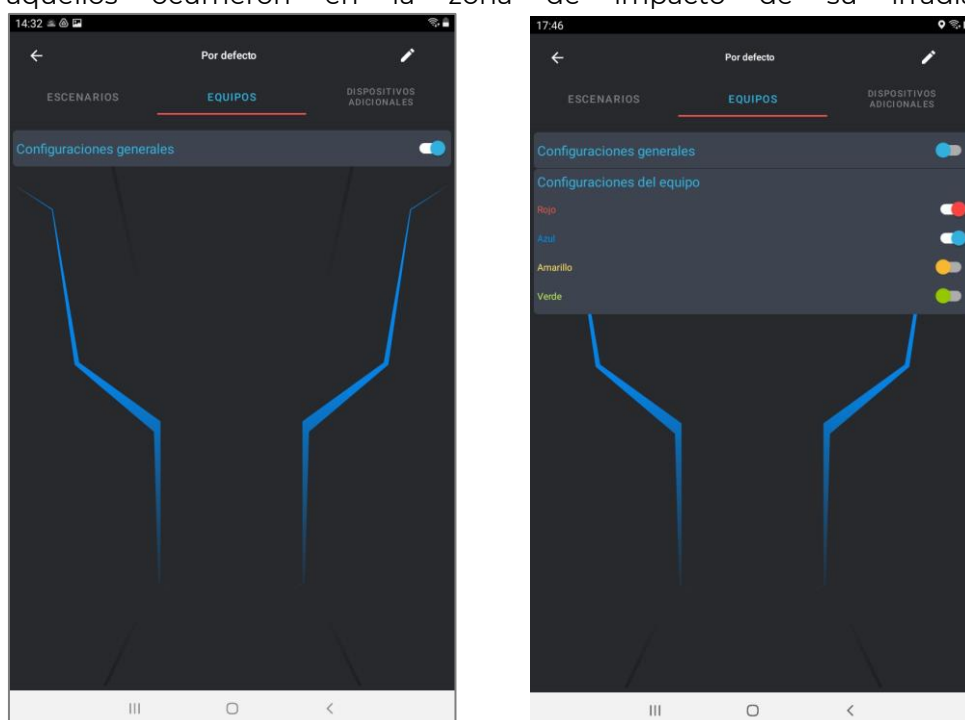 aquellos ocurrieron en la zona de impacto de su irradia
14:32
Por defecto
ESCENARIOS
EQUIPOS
DISPOSITIVOS
ADICIONALES
Configuraciones generales
17:46
Por defecto
ESCENARIOS
EQUIPOS
DISPOSITIVOS
ADICIONALES
Configuraciones generales
Configuraciones del equipo
Rojo
Azul
Amarillo
Verde